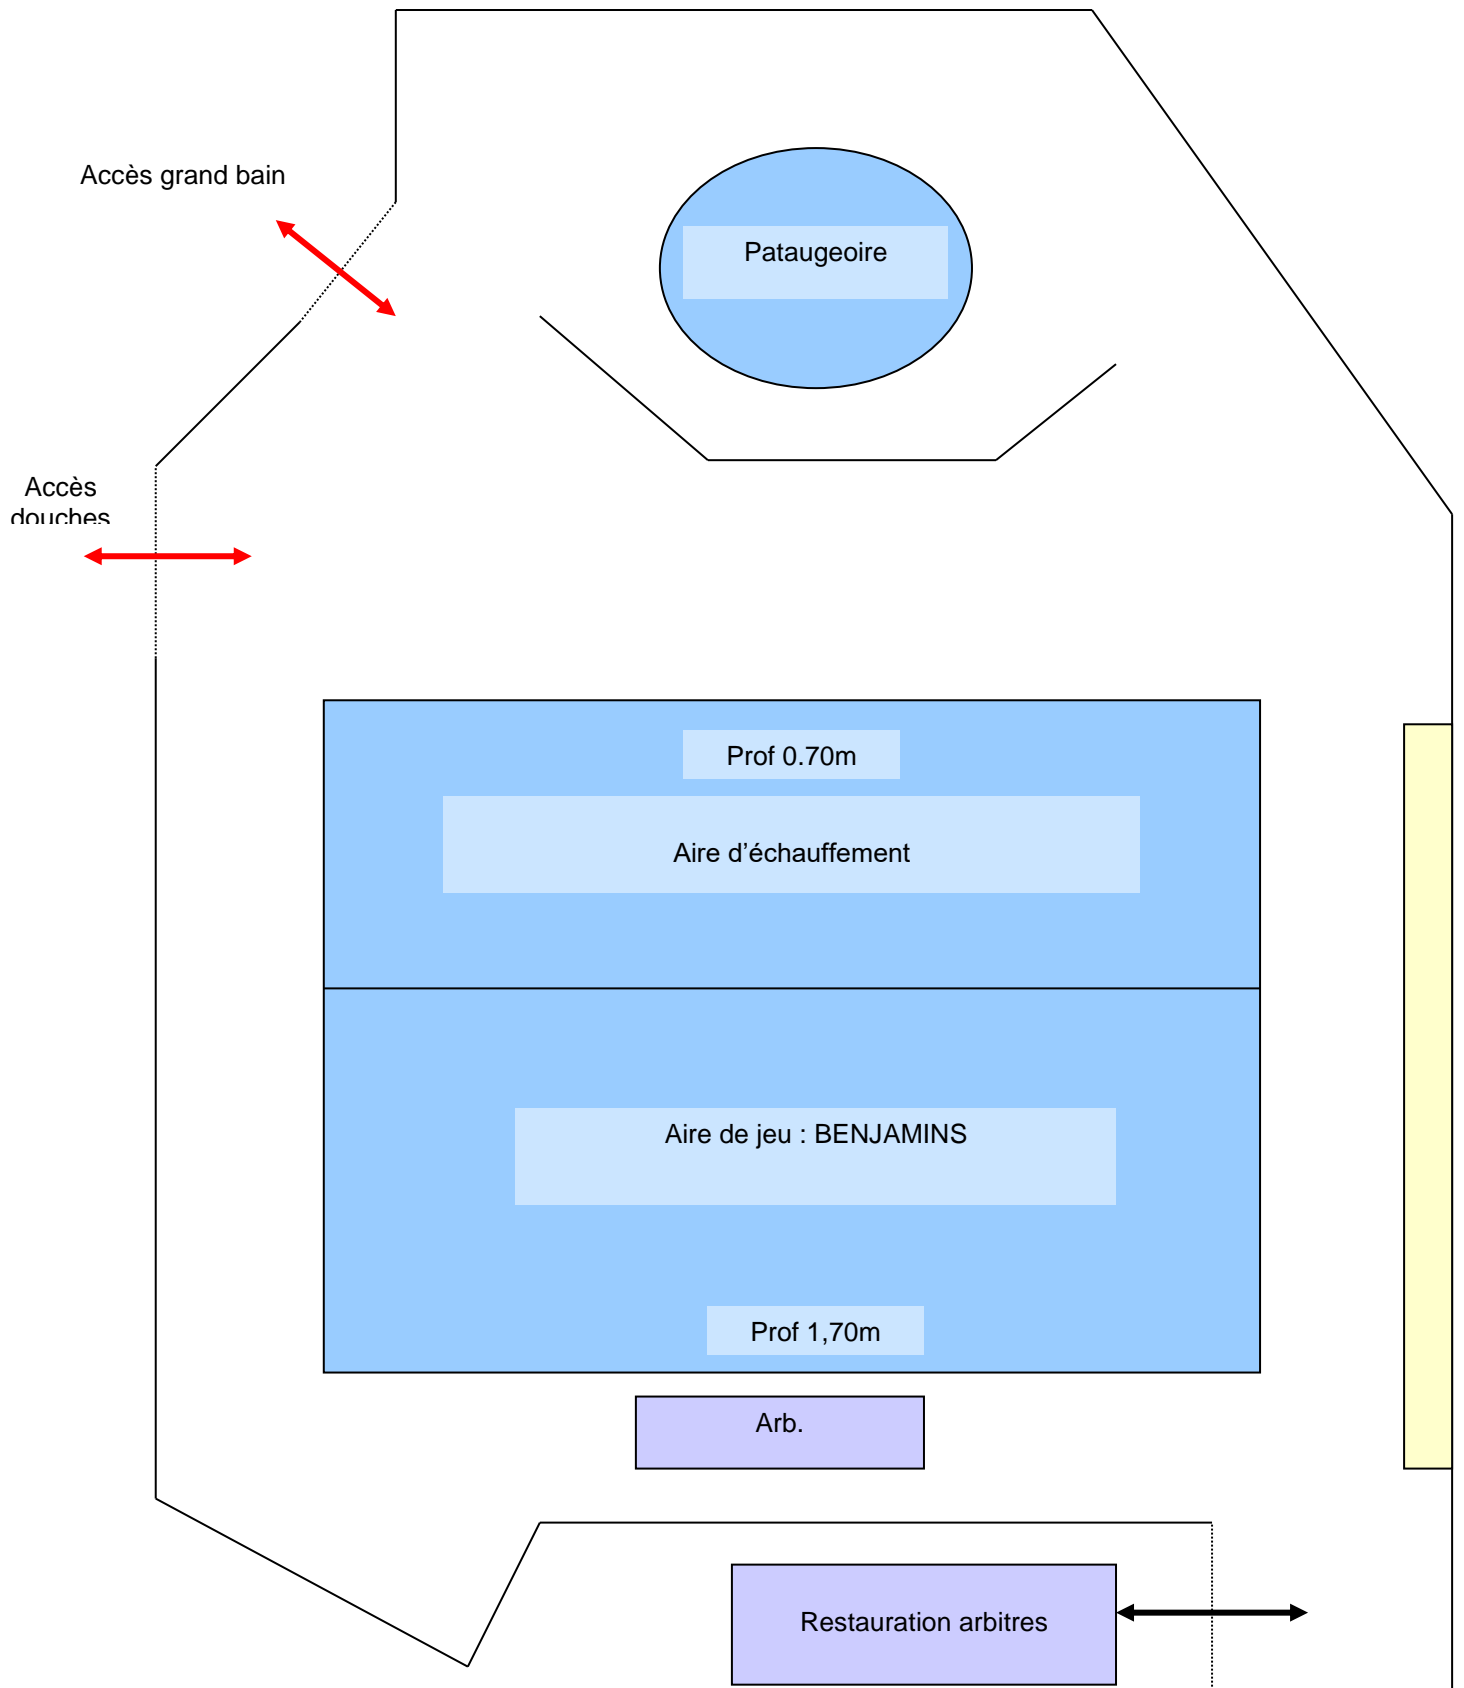 Accès grand bain
Pataugeoire
Accès
douches
Prof 0.70m
Aire d’échauffement
Aire de jeu : BENJAMINS
Prof 1,70m
Arb.
Restauration arbitres